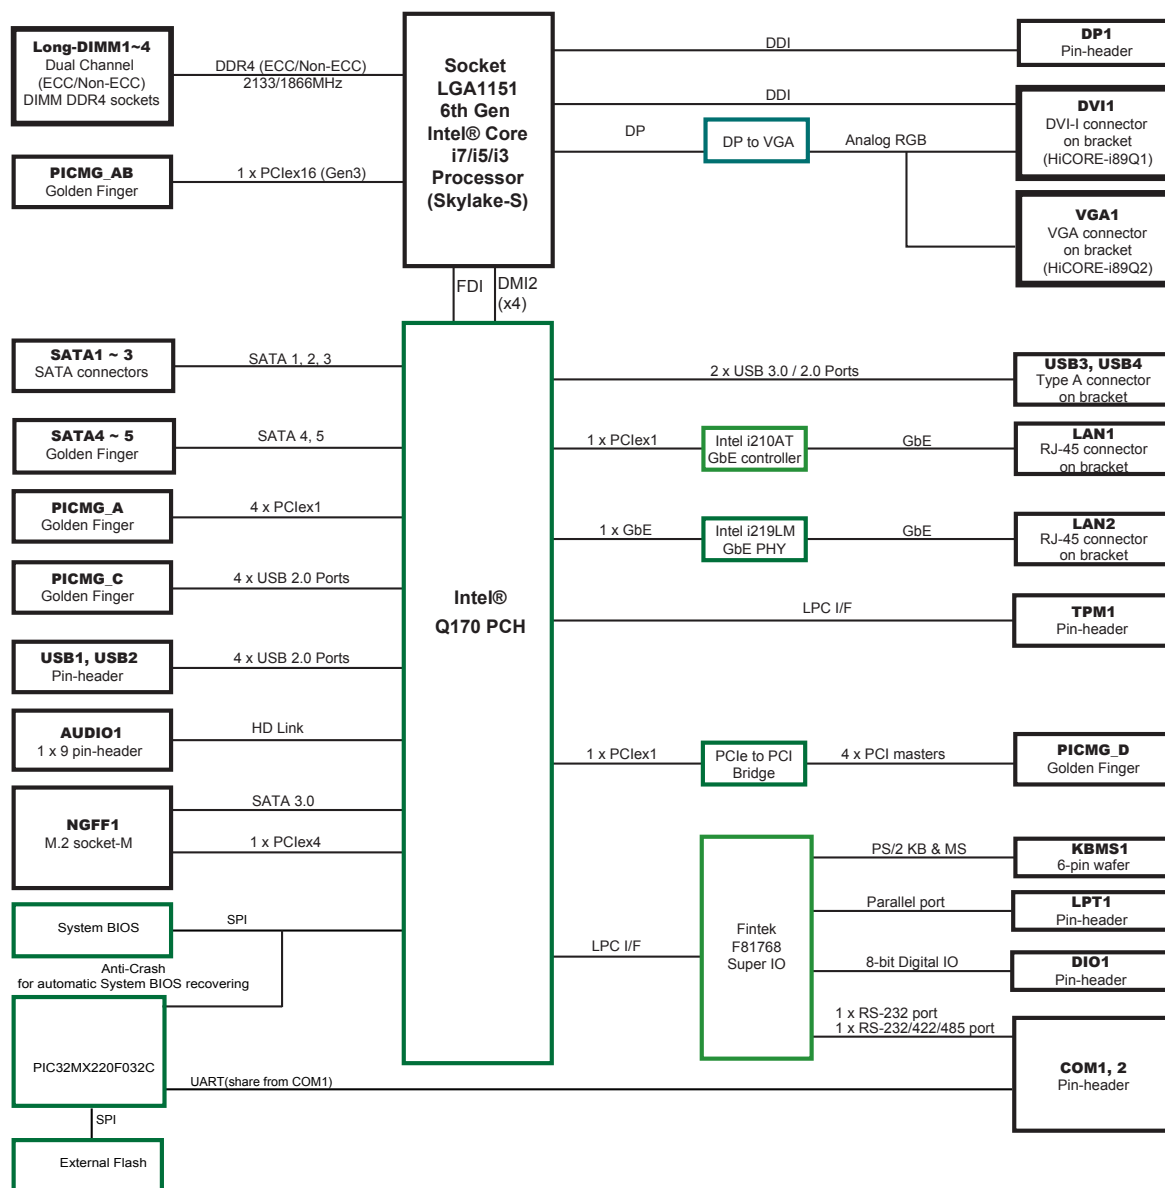 Long-DIMM1~4
Dual Channel
(ECC/Non-ECC)
DIMM DDR4 sockets
DDR4 (ECC/Non-ECC)
2133/1866MHz
PICMG_AB
Golden Finger
1 x PCIex16 (Gen3)
Socket
LGA1151
6th Gen
Intel® Core
i7/i5/i3
Processor
(Skylake-S)
DDI
DP1
Pin-header
DDI
DP
DP to VGA
Analog RGB
DVI1
DVI-I connector
on bracket
(HiCORE-i89Q1)
VGA1
VGA connector
on bracket
(HiCORE-i89Q2)
FDI
DMI2
(x4)
SATA1 ~ 3
SATA connectors
SATA 1, 2, 3
SATA4 ~ 5
Golden Finger
SATA 4, 5
PICMG_A
Golden Finger
4 x PCIex1
PICMG_C
Golden Finger
4 x USB 2.0 Ports
USB1, USB2
Pin-header
4 x USB 2.0 Ports
AUDIO1
1 x 9 pin-header
HD Link
NGFF1
M.2 socket-M
SATA 3.0
1 x PCIex4
System BIOS
SPI
Anti-Crash
for automatic System BIOS recovering
PIC32MX220F032C
UART(share from COM1)
SPI
External Flash
Intel®
Q170 PCH
2 x USB 3.0 / 2.0 Ports
USB3, USB4
Type A connector
on bracket
1 x PCIex1
Intel i210AT
GbE controller
GbE
LAN1
RJ-45 connector
on bracket
1 x GbE
Intel i219LM
GbE PHY
GbE
LAN2
RJ-45 connector
on bracket
LPC I/F
TPM1
Pin-header
1 x PCIex1
PCIe to PCI
Bridge
4 x PCI masters
PICMG_D
Golden Finger
LPC I/F
Fintek
F81768
Super IO
PS/2 KB & MS
KBMS1
6-pin wafer
Parallel port
LPT1
Pin-header
8-bit Digital IO
DIO1
Pin-header
1 x RS-232 port
1 x RS-232/422/485 port
COM1, 2
Pin-header